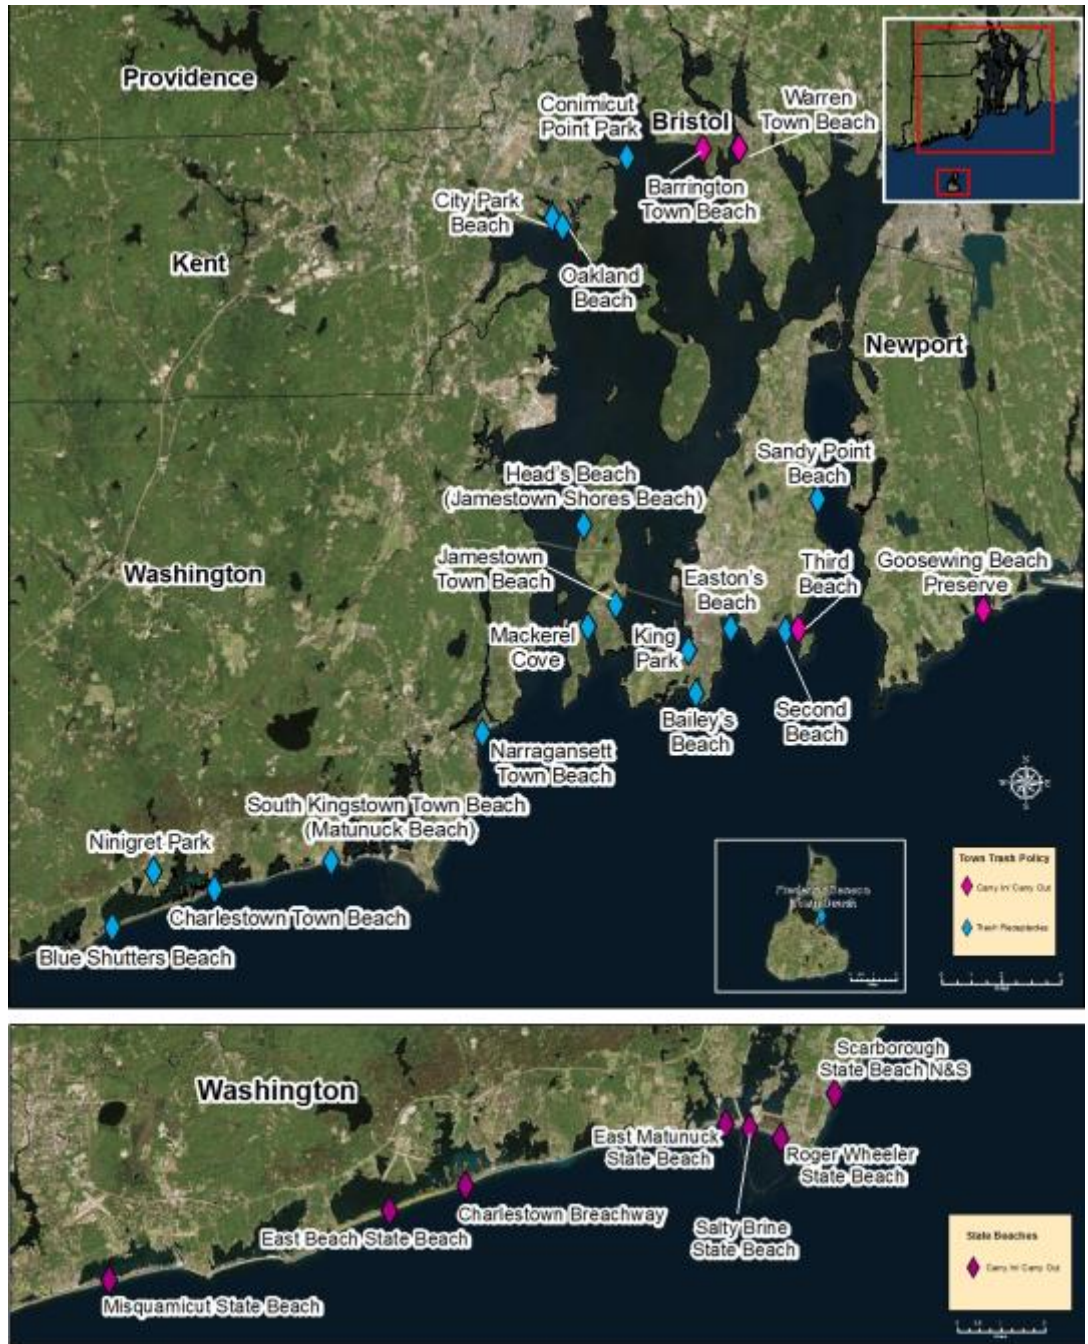 Providence
Conimicut
Point Park
Bristol
Warren
Town Beach
Barrington
Town Beach
City Park
Beach
Kent
Oakland
Beach
Newport
Sandy Point
Beach
Head's Beach
(Jamestown Shores Beach)
Jamestown
Town Beach
Washington
Easton's
Beach
Third
Beach
Goosewing Beach
Preserve
Mackerel
Cove
King
Park
Bailey's
Beach
Second
Beach
Narragansett
Town Beach
South Kingstown Town Beach
(Matunuck Beach)
Ninigret Park
Charlestown Town Beach
Blue Shutters Beach
N
W
E
S
Town Trash Policy
Carry In/ Carry Out
Trash Receptacles
Washington
Scarborough
State Beach N&S
East Matunuck
State Beach
Roger Wheeler
State Beach
Charlestown Breachway
Salty Brine
State Beach
East Beach State Beach
Misquamicut State Beach
State Beaches
Carry In/ Carry Out